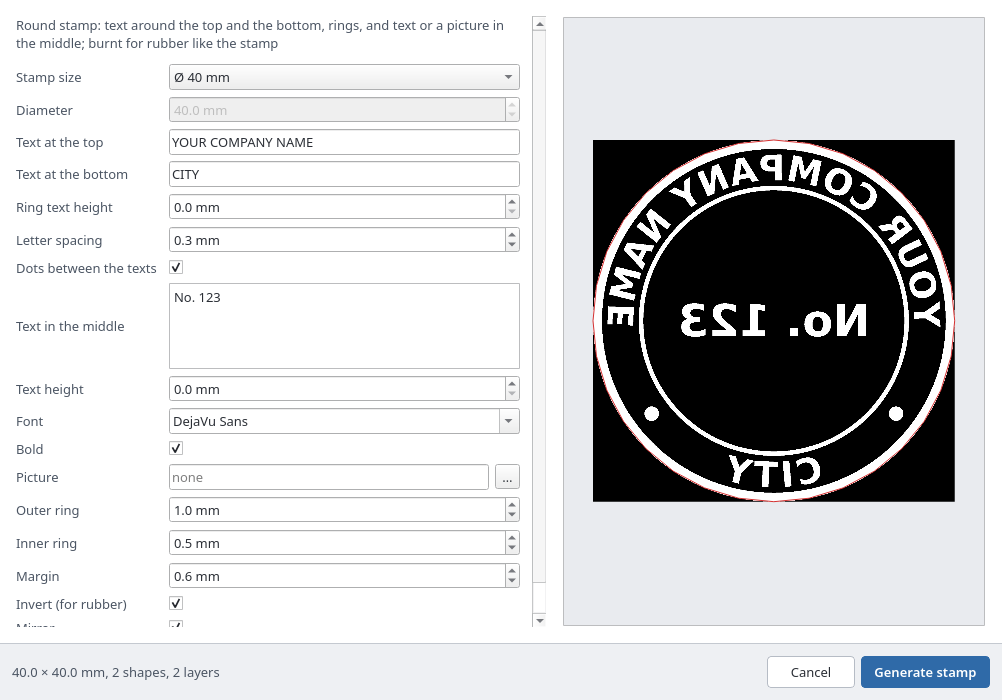 Round stamp: text around the top and the bottom, rings, and text or a picture in
the middle; burnt for rubber like the stamp
Stamp size
Ø 40 mm
Diameter
40.0 mm
Text at the top
YOUR COMPANY NAME
Text at the bottom
CITY
Ring text height
0.0 mm
Letter spacing
0.3 mm
Dots between the texts
Text in the middle
No. 123
Text height
0.0 mm
Font
DejaVu Sans
Bold
Picture
none
...
Outer ring
1.0 mm
Inner ring
0.5 mm
Margin
0.6 mm
Invert (for rubber)
YOUR COMPANY NAME
No. 123
CITY
40.0 × 40.0 mm, 2 shapes, 2 layers
Cancel
Generate stamp